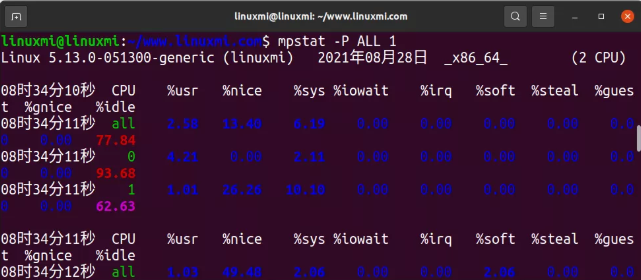 linuxmi@linuxmi: ~/www.linuxmi.com
linuxmi@linuxmi:~/www.linuxmi.com$ mpstat -P ALL 1
Linux 5.13.0-051300-generic (linuxmi) 2021年08月28日 _x86_64_ (2 CPU)
08时34分10秒 CPU %usr %nice %sys %iowait %irq %soft %steal %gues
t %gnice %idle
08时34分11秒 all 2.58 13.40 6.19 0.00 0.00 0.00 0.00 0.0
0 0.00 77.84
08时34分11秒 0 4.21 0.00 2.11 0.00 0.00 0.00 0.00 0.0
0 0.00 93.68
08时34分11秒 1 1.01 26.26 10.10 0.00 0.00 0.00 0.00 0.0
0 0.00 62.63
08时34分11秒 CPU %usr %nice %sys %iowait %irq %soft %steal %gues
t %gnice %idle
08时34分12秒 all 1.03 49.48 2.06 0.00 0.00 2.06 0.00 0.0